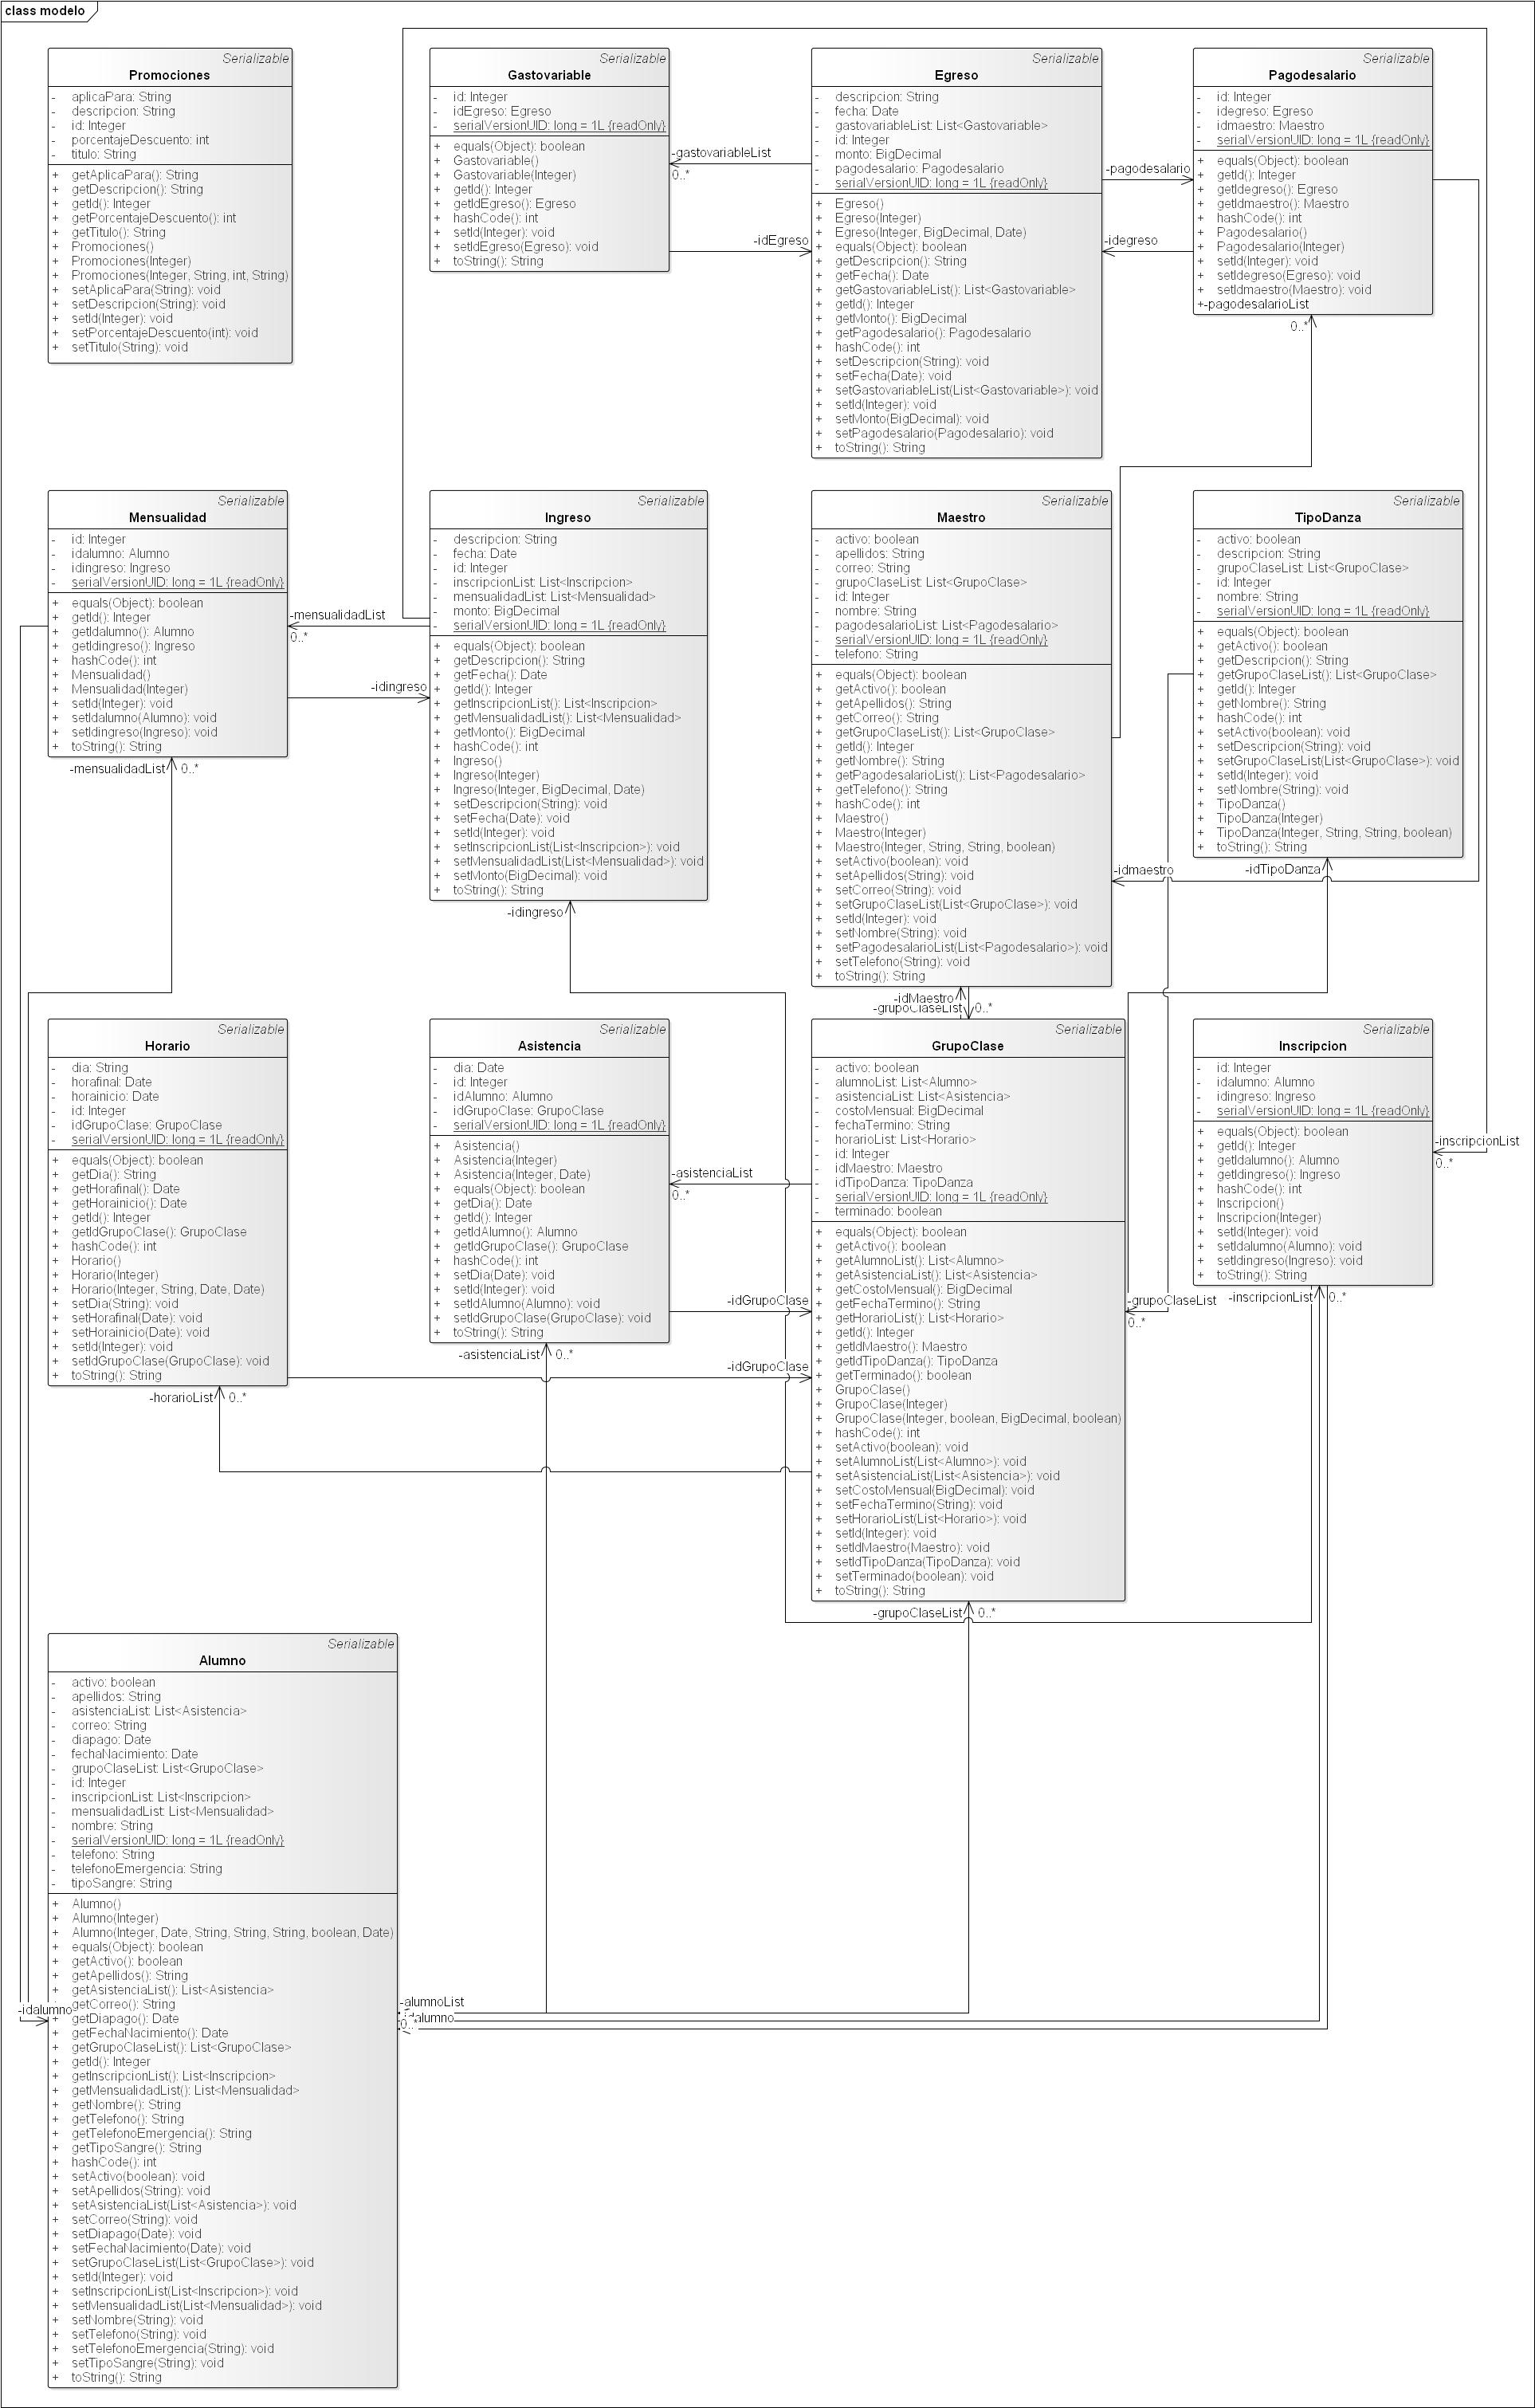 class modelo
Serializable
Promociones
- aplicaPara: String
- descripcion: String
- id: Integer
- porcentajeDescuento: int
- titulo: String
+ getAplicaPara(): String
+ getDescripcion(): String
+ getId(): Integer
+ getPorcentajeDescuento(): int
+ getTitulo(): String
+ Promociones()
+ Promociones(Integer)
+ Promociones(Integer, String, int, String)
+ setAplicaPara(String): void
+ setDescripcion(String): void
+ setId(Integer): void
+ setPorcentajeDescuento(int): void
+ setTitulo(String): void
Serializable
Gastovariable
- id: Integer
- idEgreso: Egreso
- serialVersionUID: long = 1L {readOnly}
+ equals(Object): boolean
+ Gastovariable()
+ Gastovariable(Integer)
+ getId(): Integer
+ getIdEgreso(): Egreso
+ hashCode(): int
+ setId(Integer): void
+ setIdEgreso(Egreso): void
+ toString(): String
-gastovariableList
0..*
-idEgreso
Serializable
Egreso
- descripcion: String
- fecha: Date
- gastovariableList: List<Gastovariable>
- id: Integer
- monto: BigDecimal
- pagodesalario: Pagodesalario
- serialVersionUID: long = 1L {readOnly}
+ Egreso()
+ Egreso(Integer)
+ Egreso(Integer, BigDecimal, Date)
+ equals(Object): boolean
+ getDescripcion(): String
+ getFecha(): Date
+ getGastovariableList(): List<Gastovariable>
+ getId(): Integer
+ getMonto(): BigDecimal
+ getPagodesalario(): Pagodesalario
+ hashCode(): int
+ setDescripcion(String): void
+ setFecha(Date): void
+ setGastovariableList(List<Gastovariable>): void
+ setId(Integer): void
+ setMonto(BigDecimal): void
+ setPagodesalario(Pagodesalario): void
+ toString(): String
-pagodesalario
-idegreso
Serializable
Pagodesalario
- id: Integer
- idegreso: Egreso
- idmaestro: Maestro
- serialVersionUID: long = 1L {readOnly}
+ equals(Object): boolean
+ getId(): Integer
+ getIdegreso(): Egreso
+ getIdmaestro(): Maestro
+ hashCode(): int
+ Pagodesalario()
+ Pagodesalario(Integer)
+ setId(Integer): void
+ setIdegreso(Egreso): void
+ setIdmaestro(Maestro): void
+-pagodesalarioList
0..*
Serializable
Mensualidad
- id: Integer
- idalumno: Alumno
- idingreso: Ingreso
- serialVersionUID: long = 1L {readOnly}
+ equals(Object): boolean
+ getId(): Integer
+ getIdalumno(): Alumno
+ getIdingreso(): Ingreso
+ hashCode(): int
+ Mensualidad()
+ Mensualidad(Integer)
+ setId(Integer): void
+ setIdalumno(Alumno): void
+ setIdingreso(Ingreso): void
+ toString(): String
-mensualidadList
0..*
-idingreso
-mensualidadList 0..*
Serializable
Ingreso
- descripcion: String
- fecha: Date
- id: Integer
- inscripcionList: List<Inscripcion>
- mensualidadList: List<Mensualidad>
- monto: BigDecimal
- serialVersionUID: long = 1L {readOnly}
+ equals(Object): boolean
+ getDescripcion(): String
+ getFecha(): Date
+ getId(): Integer
+ getInscripcionList(): List<Inscripcion>
+ getMensualidadList(): List<Mensualidad>
+ getMonto(): BigDecimal
+ hashCode(): int
+ Ingreso()
+ Ingreso(Integer)
+ Ingreso(Integer, BigDecimal, Date)
+ setDescripcion(String): void
+ setFecha(Date): void
+ setId(Integer): void
+ setInscripcionList(List<Inscripcion>): void
+ setMensualidadList(List<Mensualidad>): void
+ setMonto(BigDecimal): void
+ toString(): String
-idingreso
Serializable
Maestro
- activo: boolean
- apellidos: String
- correo: String
- grupoClaseList: List<GrupoClase>
- id: Integer
- nombre: String
- pagodesalarioList: List<Pagodesalario>
- serialVersionUID: long = 1L {readOnly}
- telefono: String
+ equals(Object): boolean
+ getActivo(): boolean
+ getApellidos(): String
+ getCorreo(): String
+ getGrupoClaseList(): List<GrupoClase>
+ getId(): Integer
+ getNombre(): String
+ getPagodesalarioList(): List<Pagodesalario>
+ getTelefono(): String
+ hashCode(): int
+ Maestro()
+ Maestro(Integer)
+ Maestro(Integer, String, String, boolean)
+ setActivo(boolean): void
+ setApellidos(String): void
+ setCorreo(String): void
+ setGrupoClaseList(List<GrupoClase>): void
+ setId(Integer): void
+ setNombre(String): void
+ setPagodesalarioList(List<Pagodesalario>): void
+ setTelefono(String): void
+ toString(): String
-idmaestro
-idMaestro
-grupoClaseList 0..*
Serializable
TipoDanza
- activo: boolean
- descripcion: String
- grupoClaseList: List<GrupoClase>
- id: Integer
- nombre: String
- serialVersionUID: long = 1L {readOnly}
+ equals(Object): boolean
+ getActivo(): boolean
+ getDescripcion(): String
+ getGrupoClaseList(): List<GrupoClase>
+ getId(): Integer
+ getNombre(): String
+ hashCode(): int
+ setActivo(boolean): void
+ setDescripcion(String): void
+ setGrupoClaseList(List<GrupoClase>): void
+ setId(Integer): void
+ setNombre(String): void
+ TipoDanza()
+ TipoDanza(Integer)
+ TipoDanza(Integer, String, String, boolean)
+ toString(): String
-idTipoDanza
Serializable
Horario
- dia: String
- horafinal: Date
- horainicio: Date
- id: Integer
- idGrupoClase: GrupoClase
- serialVersionUID: long = 1L {readOnly}
+ equals(Object): boolean
+ getDia(): String
+ getHorafinal(): Date
+ getHorainicio(): Date
+ getId(): Integer
+ getIdGrupoClase(): GrupoClase
+ hashCode(): int
+ Horario()
+ Horario(Integer)
+ Horario(Integer, String, Date, Date)
+ setDia(String): void
+ setHorafinal(Date): void
+ setHorainicio(Date): void
+ setId(Integer): void
+ setIdGrupoClase(GrupoClase): void
+ toString(): String
-horarioList 0..*
Serializable
Asistencia
- dia: Date
- id: Integer
- idAlumno: Alumno
- idGrupoClase: GrupoClase
- serialVersionUID: long = 1L {readOnly}
+ Asistencia()
+ Asistencia(Integer)
+ Asistencia(Integer, Date)
+ equals(Object): boolean
+ getDia(): Date
+ getId(): Integer
+ getIdAlumno(): Alumno
+ getIdGrupoClase(): GrupoClase
+ hashCode(): int
+ setDia(Date): void
+ setId(Integer): void
+ setIdAlumno(Alumno): void
+ setIdGrupoClase(GrupoClase): void
+ toString(): String
-asistenciaList 0..*
-asistenciaList
0..*
-idGrupoClase
-idGrupoClase
Serializable
GrupoClase
- activo: boolean
- alumnoList: List<Alumno>
- asistenciaList: List<Asistencia>
- costoMensual: BigDecimal
- fechaTermino: String
- horarioList: List<Horario>
- id: Integer
- idMaestro: Maestro
- idTipoDanza: TipoDanza
- serialVersionUID: long = 1L {readOnly}
- terminado: boolean
+ equals(Object): boolean
+ getActivo(): boolean
+ getAlumnoList(): List<Alumno>
+ getAsistenciaList(): List<Asistencia>
+ getCostoMensual(): BigDecimal
+ getFechaTermino(): String
+ getHorarioList(): List<Horario>
+ getId(): Integer
+ getIdMaestro(): Maestro
+ getIdTipoDanza(): TipoDanza
+ getTerminado(): boolean
+ GrupoClase()
+ GrupoClase(Integer)
+ GrupoClase(Integer, boolean, BigDecimal, boolean)
+ hashCode(): int
+ setActivo(boolean): void
+ setAlumnoList(List<Alumno>): void
+ setAsistenciaList(List<Asistencia>): void
+ setCostoMensual(BigDecimal): void
+ setFechaTermino(String): void
+ setHorarioList(List<Horario>): void
+ setId(Integer): void
+ setIdMaestro(Maestro): void
+ setIdTipoDanza(TipoDanza): void
+ setTerminado(boolean): void
+ toString(): String
-grupoClaseList 0..*
-grupoClaseList
0..*
Serializable
Inscripcion
- id: Integer
- idalumno: Alumno
- idingreso: Ingreso
- serialVersionUID: long = 1L {readOnly}
+ equals(Object): boolean
+ getId(): Integer
+ getIdalumno(): Alumno
+ getIdingreso(): Ingreso
+ hashCode(): int
+ Inscripcion()
+ Inscripcion(Integer)
+ setId(Integer): void
+ setIdalumno(Alumno): void
+ setIdingreso(Ingreso): void
+ toString(): String
-inscripcionList
0..*
-inscripcionList 0..*
Serializable
Alumno
- activo: boolean
- apellidos: String
- asistenciaList: List<Asistencia>
- correo: String
- diapago: Date
- fechaNacimiento: Date
- grupoClaseList: List<GrupoClase>
- id: Integer
- inscripcionList: List<Inscripcion>
- mensualidadList: List<Mensualidad>
- nombre: String
- serialVersionUID: long = 1L {readOnly}
- telefono: String
- telefonoEmergencia: String
- tipoSangre: String
+ Alumno()
+ Alumno(Integer)
+ Alumno(Integer, Date, String, String, String, boolean, Date)
+ equals(Object): boolean
+ getActivo(): boolean
+ getApellidos(): String
+ getAsistenciaList(): List<Asistencia>
getCorreo(): String
-idalumno
+ getDiapago(): Date
+ getFechaNacimiento(): Date
+ getGrupoClaseList(): List<GrupoClase>
+ getId(): Integer
+ getInscripcionList(): List<Inscripcion>
+ getMensualidadList(): List<Mensualidad>
+ getNombre(): String
+ getTelefono(): String
+ getTelefonoEmergencia(): String
+ getTipoSangre(): String
+ hashCode(): int
+ setActivo(boolean): void
+ setApellidos(String): void
+ setAsistenciaList(List<Asistencia>): void
+ setCorreo(String): void
+ setDiapago(Date): void
+ setFechaNacimiento(Date): void
+ setGrupoClaseList(List<GrupoClase>): void
+ setId(Integer): void
+ setInscripcionList(List<Inscripcion>): void
+ setMensualidadList(List<Mensualidad>): void
+ setNombre(String): void
+ setTelefono(String): void
+ setTelefonoEmergencia(String): void
+ setTipoSangre(String): void
+ toString(): String
-alumnoList
0..*